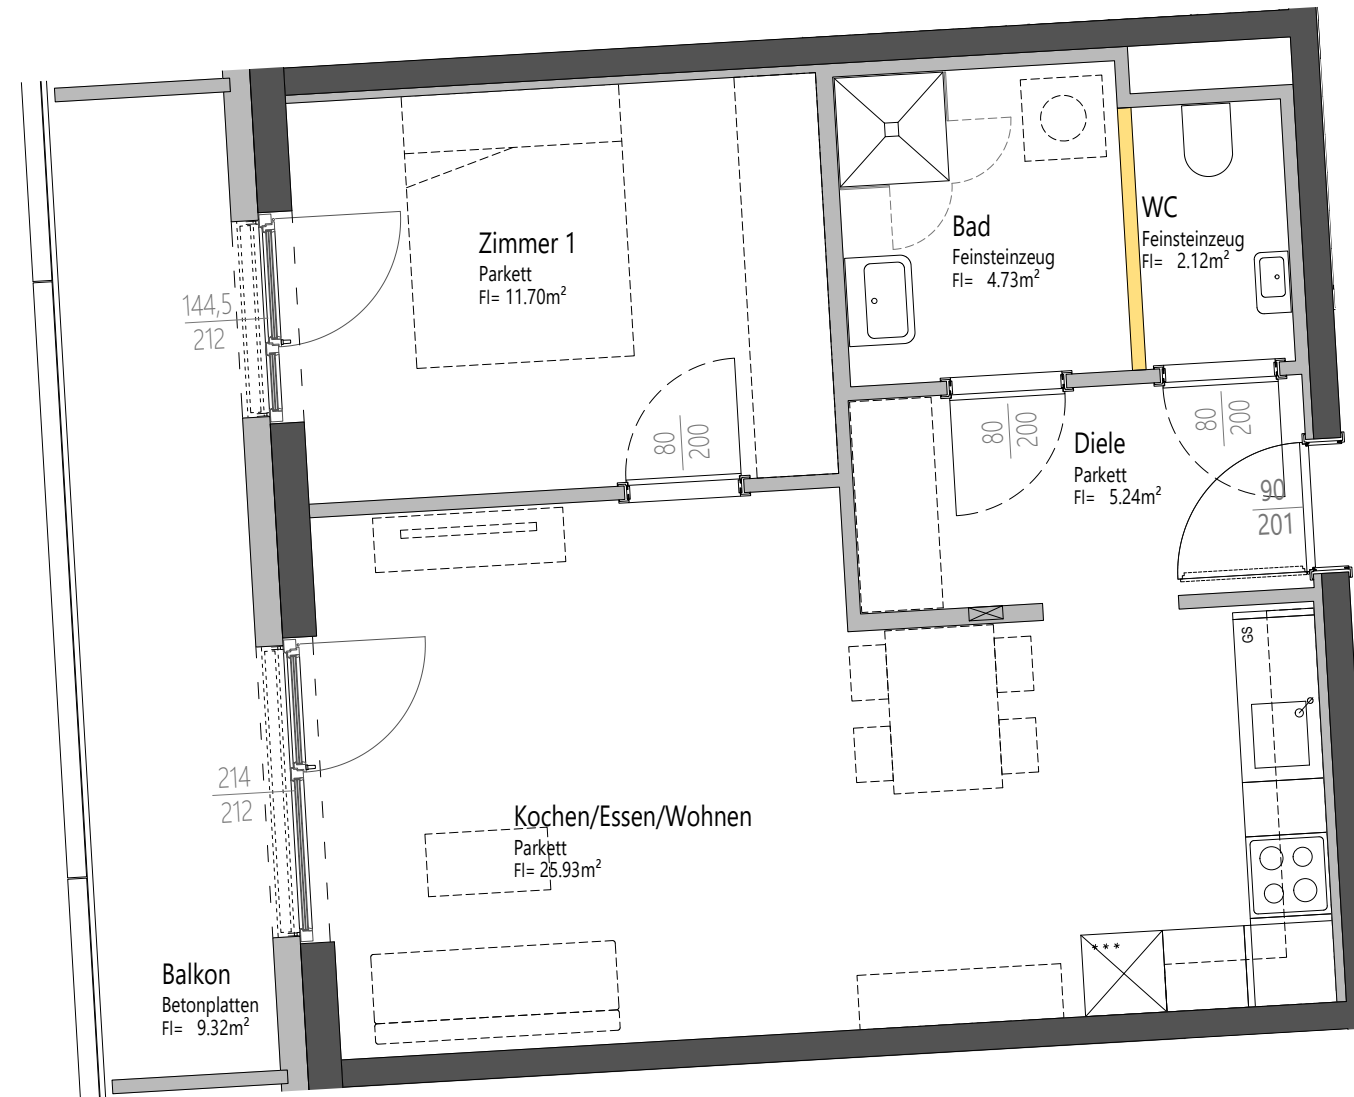 Zimmer 1
Parkett
Fl= 11.70m²
Bad
Feinsteinzeug
Fl= 4.73m²
WC
Feinsteinzeug
Fl= 2.12m²
144,5
212
80
200
80
200
80
200
Diele
Parkett
Fl= 5.24m²
90
201
GS
214
212
Kochen/Essen/Wohnen
Parkett
Fl= 25.93m²
***
Balkon
Betonplatten
Fl= 9.32m²